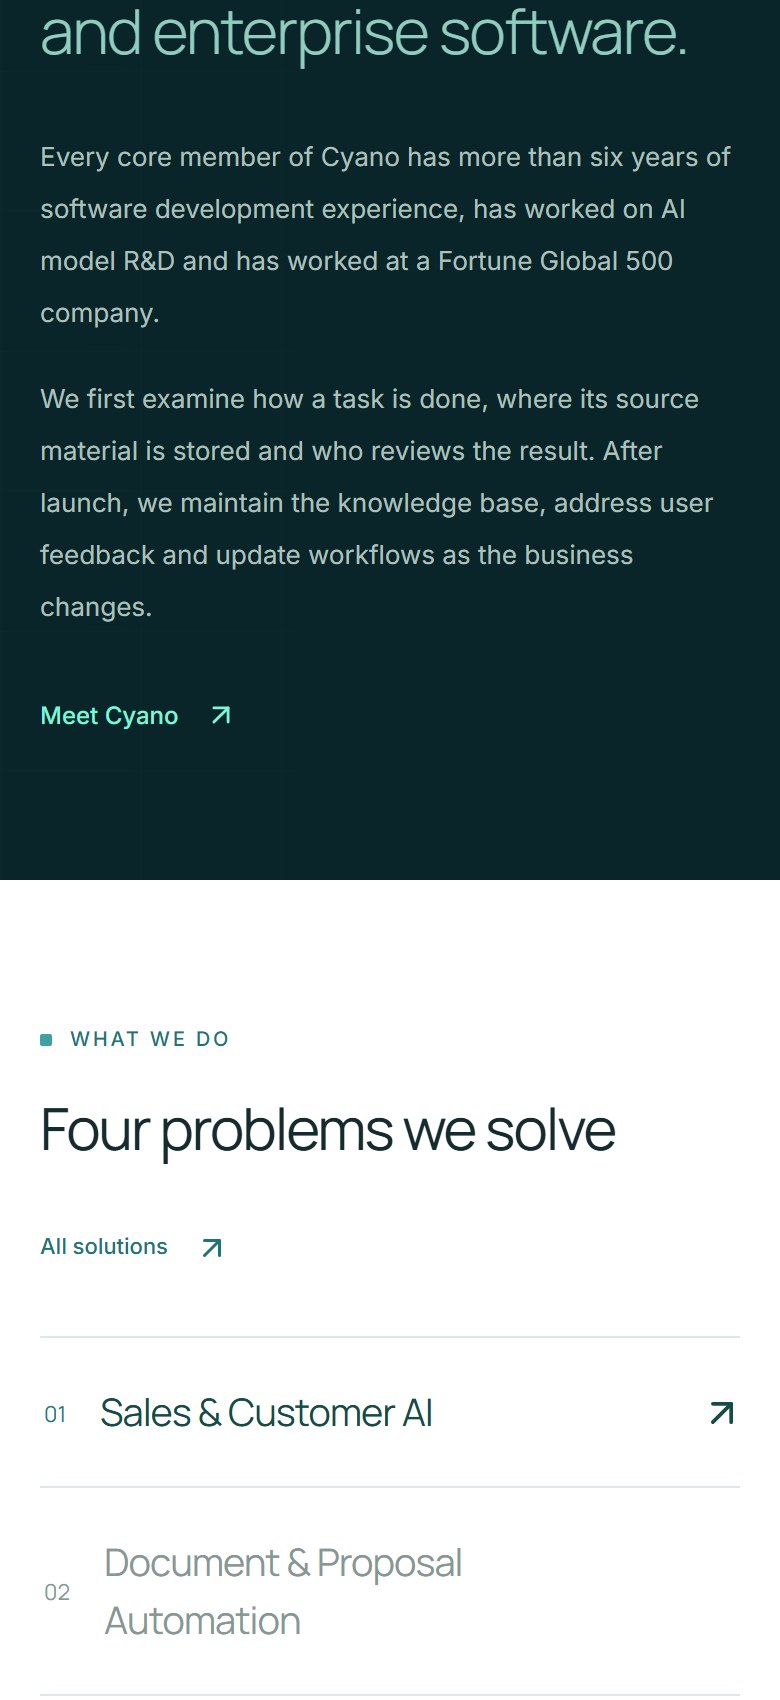 and enterprise software.
Every core member of Cyano has more than six years of
software development experience, has worked on AI
model R&D and has worked at a Fortune Global 500
company.
We first examine how a task is done, where its source
material is stored and who reviews the result. After
launch, we maintain the knowledge base, address user
feedback and update workflows as the business
changes.
Meet Cyano
WHAT WE DO
Four problems we solve
All solutions
01 Sales & Customer AI
02 Document & Proposal
Automation